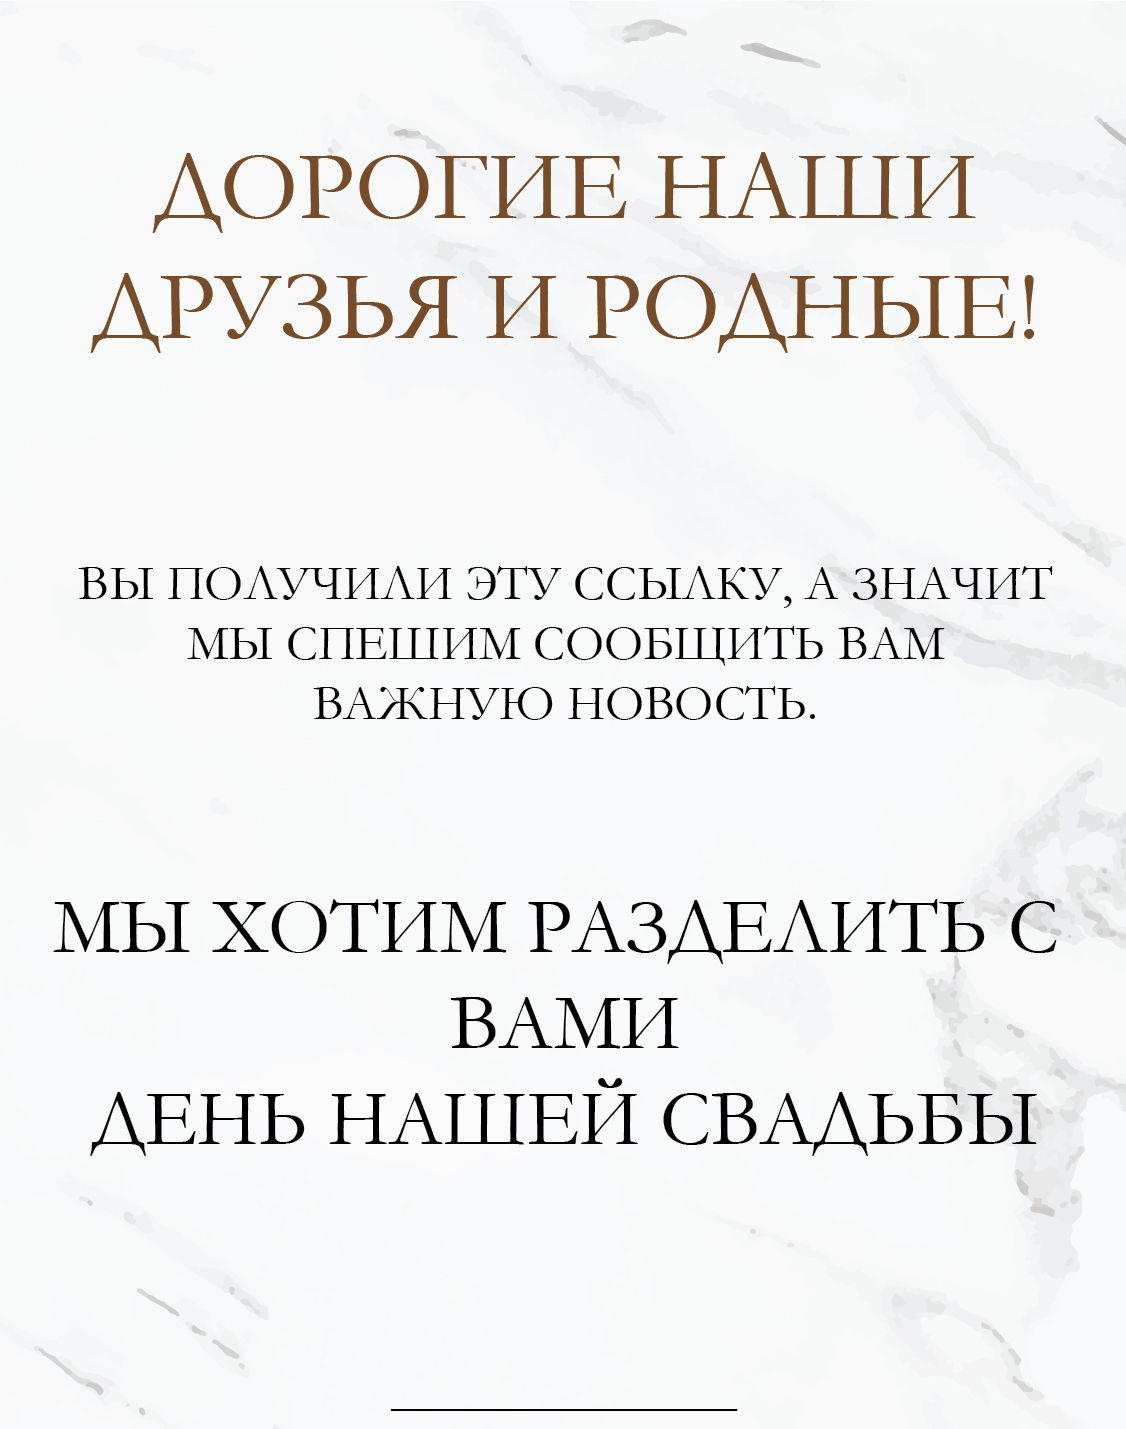 ДОРОГИЕ НАШИ
ДРУЗЬЯ И РОДНЫЕ!
ВЫ ПОЛУЧИЛИ ЭТУ ССЫЛКУ, А ЗНАЧИТ
МЫ СПЕШИМ СООБЩИТЬ ВАМ
ВАЖНУЮ НОВОСТЬ.
МЫ ХОТИМ РАЗДЕЛИТЬ С
ВАМИ
ДЕНЬ НАШЕЙ СВАДЬБЫ